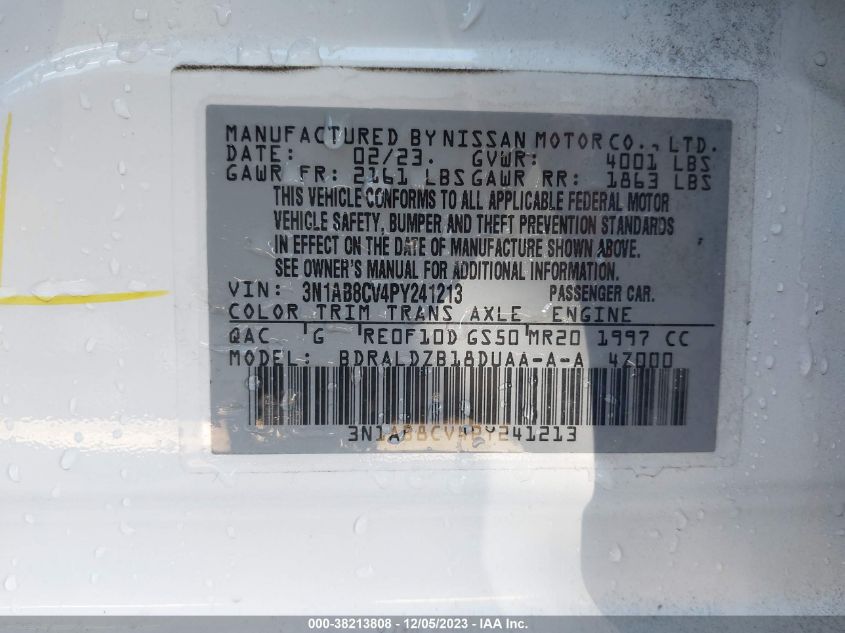 MANUFACTURED BY NISSAN MOTOR CO., LTD.
DATE: 02/23. GVWR: 4001 LBS
GAWR FR: 2161 LBS GAWR RR: 1863 LBS
THIS VEHICLE CONFORMS TO ALL APPLICABLE FEDERAL MOTOR
VEHICLE SAFETY, BUMPER AND THEFT PREVENTION STANDARDS
IN EFFECT ON THE DATE OF MANUFACTURE SHOWN ABOVE.
SEE OWNER'S MANUAL FOR ADDITIONAL INFORMATION.
VIN: 3N1AB8CV4PY241213 PASSENGER CAR.
COLOR TRIM TRANS AXLE ENGINE
QAC G RE0F10D GS50 MR20 1997 CC
MODEL: BDRALDZB18DUAA-A-A 4Z000
3N1AB8CV4PY241213
000-38213808 - 12/05/2023 - IAA Inc.